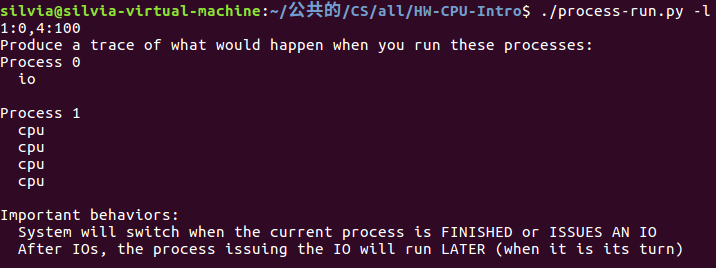 silvia@silvia-virtual-machine:~/公共的/CS/all/HW-CPU-Intro$ ./process-run.py -l
1:0,4:100
Produce a trace of what would happen when you run these processes:
Process 0
  io

Process 1
  cpu
  cpu
  cpu
  cpu

Important behaviors:
  System will switch when the current process is FINISHED or ISSUES AN IO
  After IOs, the process issuing the IO will run LATER (when it is its turn)